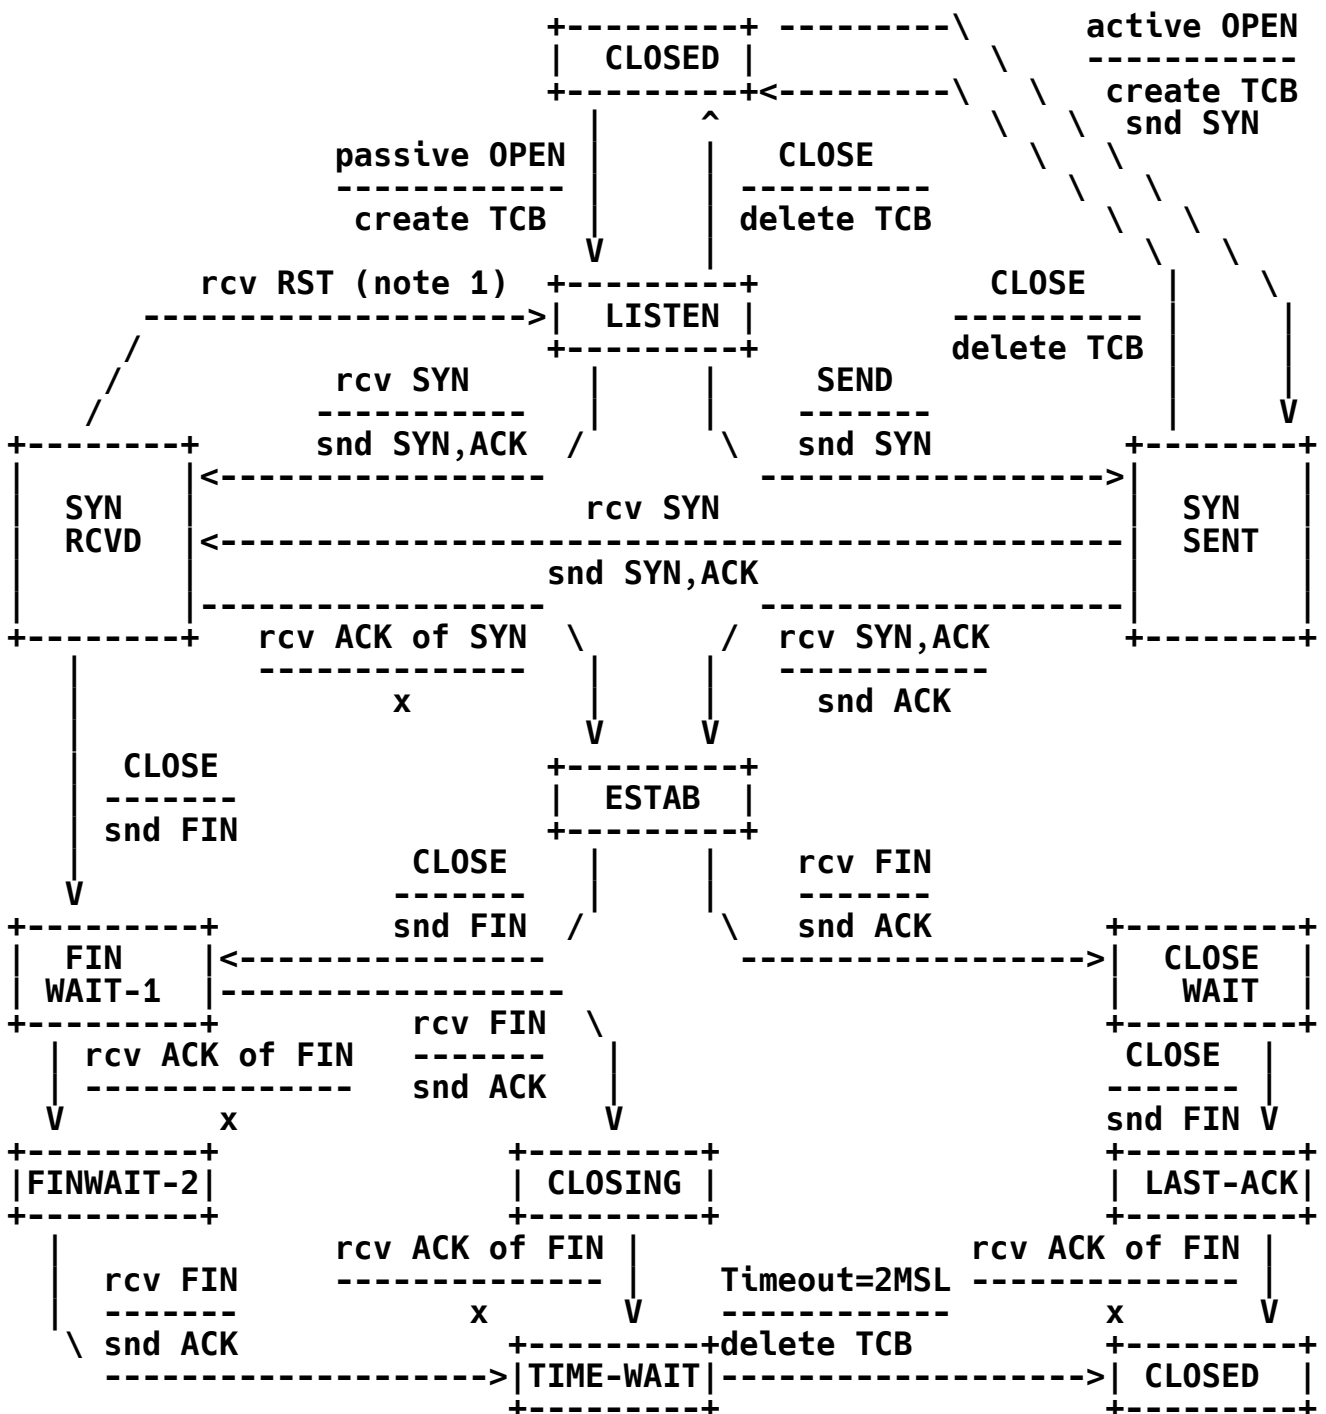 active OPEN
CLOSED
create TCB
snd SYN
passive OPEN CLOSE
create TCB delete TCB
rcv RST (note 1) CLOSE
LISTEN
delete TCB
rcv SYN SEND
snd SYN,ACK snd SYN
SYN rcv SYN SYN
RCVD SENT
snd SYN,ACK
rcv ACK of SYN rcv SYN,ACK
x snd ACK
CLOSE
ESTAB
snd FIN
CLOSE rcv FIN
snd FIN snd ACK
FIN CLOSE
WAIT-1 WAIT
rcv FIN
rcv ACK of FIN CLOSE
snd ACK
x snd FIN
FINWAIT-2 CLOSING LAST-ACK
rcv ACK of FIN rcv ACK of FIN
rcv FIN Timeout=2MSL
x x
snd ACK delete TCB
TIME-WAIT CLOSED